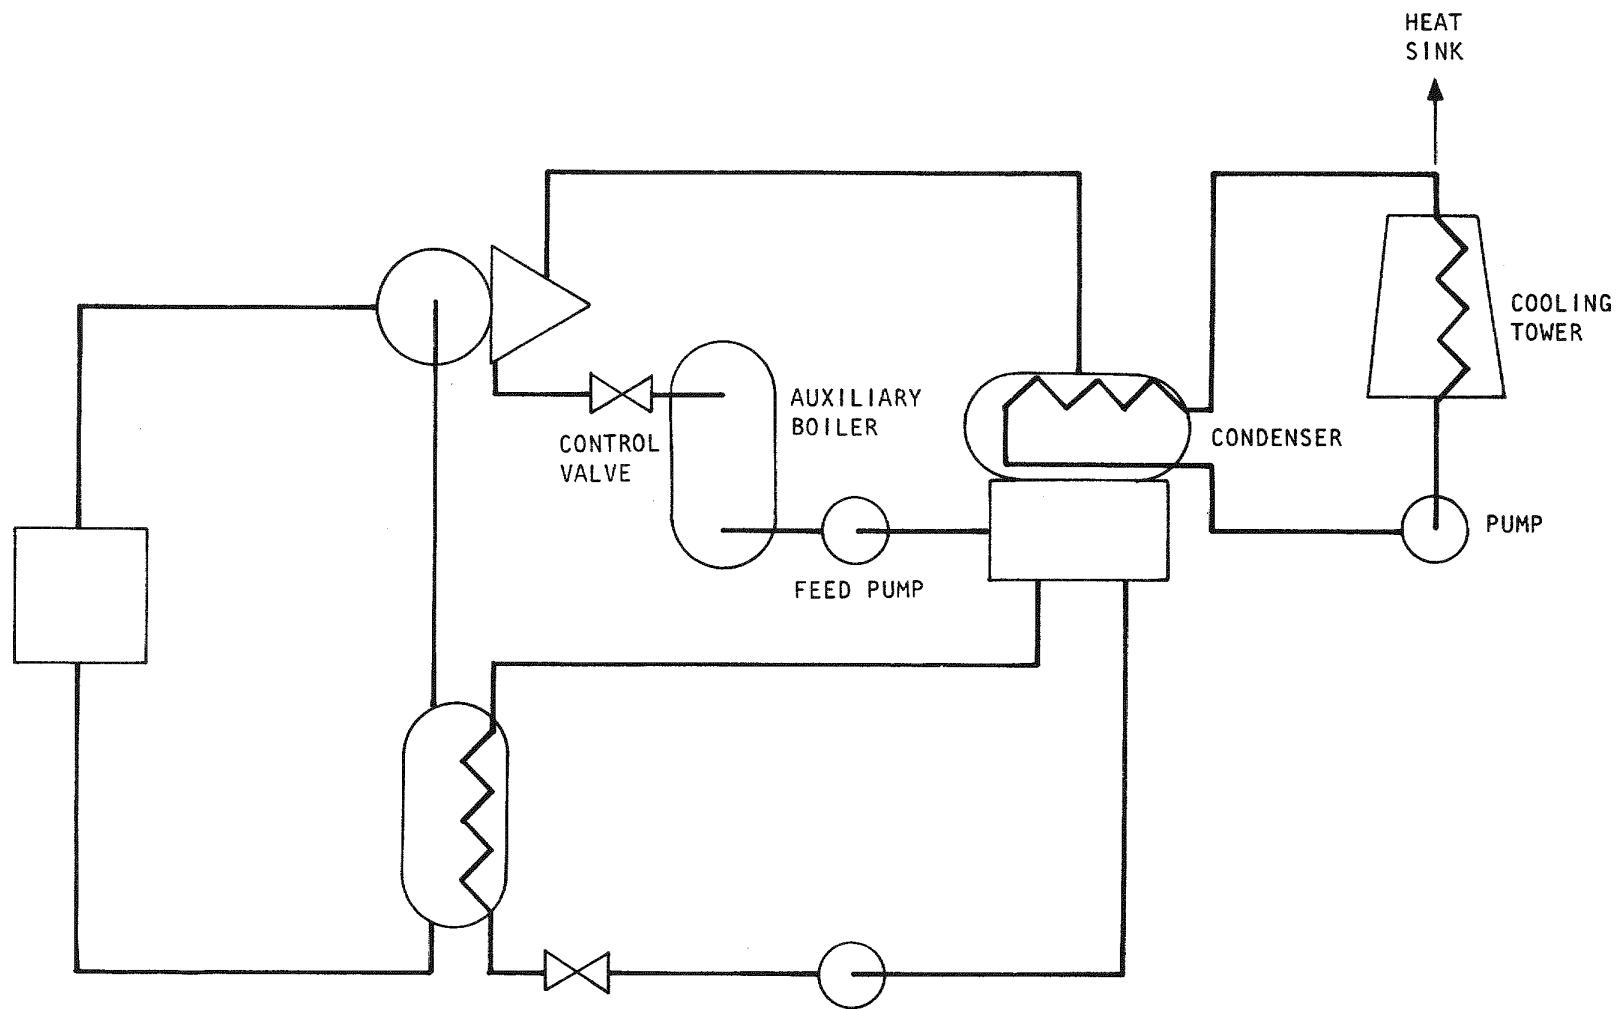 HEAT
SINK
COOLING
TOWER
AUXILIARY
BOILER
CONTROL
VALVE
CONDENSER
PUMP
FEED PUMP